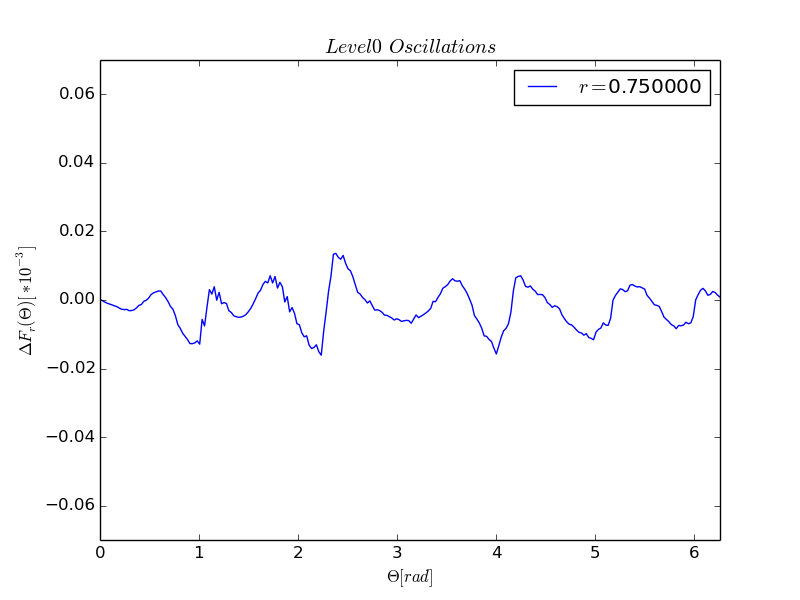 Level0 Oscillations
r=0.750000
0.06
0.04
0.02
0.00
−0.02
−0.04
−0.06
ΔF_r(Θ)[*10^{-3}]
0 1 2 3 4 5 6
Θ[rad]